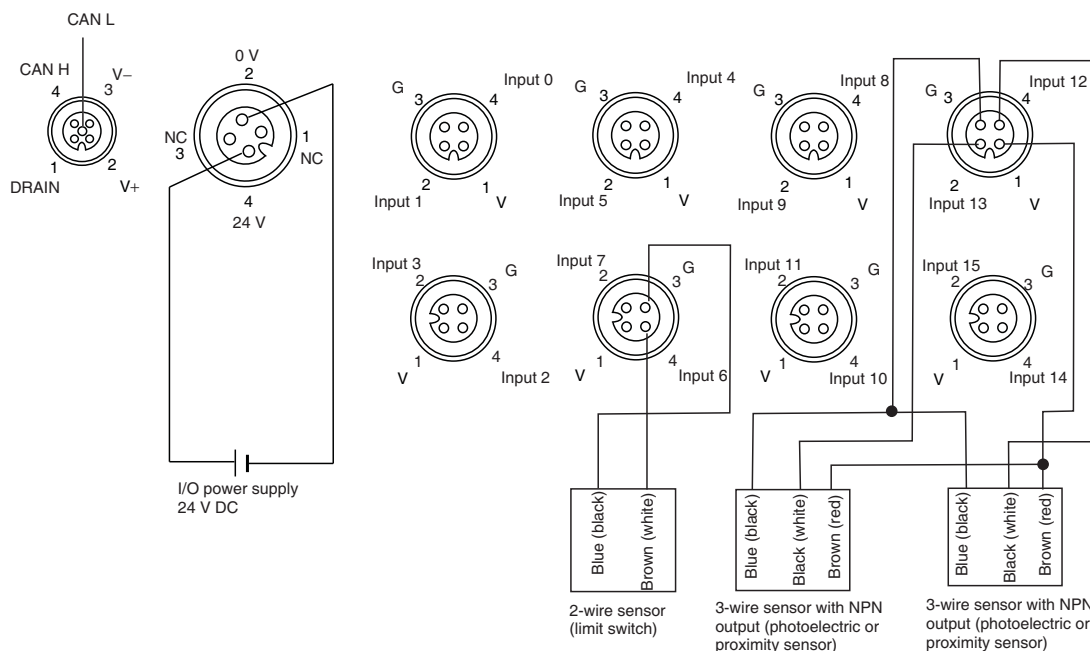 CAN L
CAN H
V−
4
3
1
2
DRAIN
V+
0 V
2
NC
3
1
NC
4
24 V
I/O power supply
24 V DC
G
3
4
Input 0
2
1
Input 1
V
G
3
4
Input 4
2
1
Input 5
V
G
3
4
Input 8
2
1
Input 9
V
G
3
4
Input 12
2
1
Input 13
V
Input 3
2
3
G
1
4
V
Input 2
Input 7
2
3
G
1
4
V
Input 6
Input 11
2
3
G
1
4
V
Input 10
Input 15
2
3
G
1
4
V
Input 14
Blue (black)
Brown (white)
2-wire sensor
(limit switch)
Blue (black)
Black (white)
Brown (red)
3-wire sensor with NPN
output (photoelectric or
proximity sensor)
Blue (black)
Black (white)
Brown (red)
3-wire sensor with NPN
output (photoelectric or
proximity sensor)